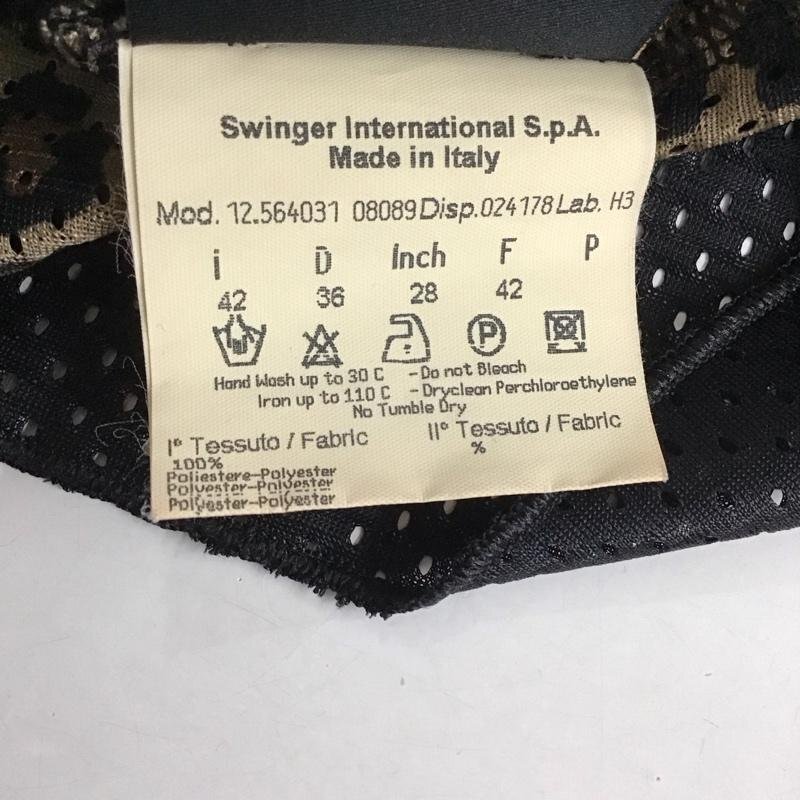 Swinger International S.p.A.
Made in Italy
Mod. 12.564031 08089 Disp.024178 Lab. H3
I D Inch F P
42 36 28 42
P
Hand Wash up to 30 C -Do not Bleach
Iron up to 110 C -Dryclean Perchloroethylene
No Tumble Dry
I° Tessuto / Fabric II° Tessuto / Fabric
100% %
Poliestere-Polyester
Polyester-Polyester
Polyester-Polyester